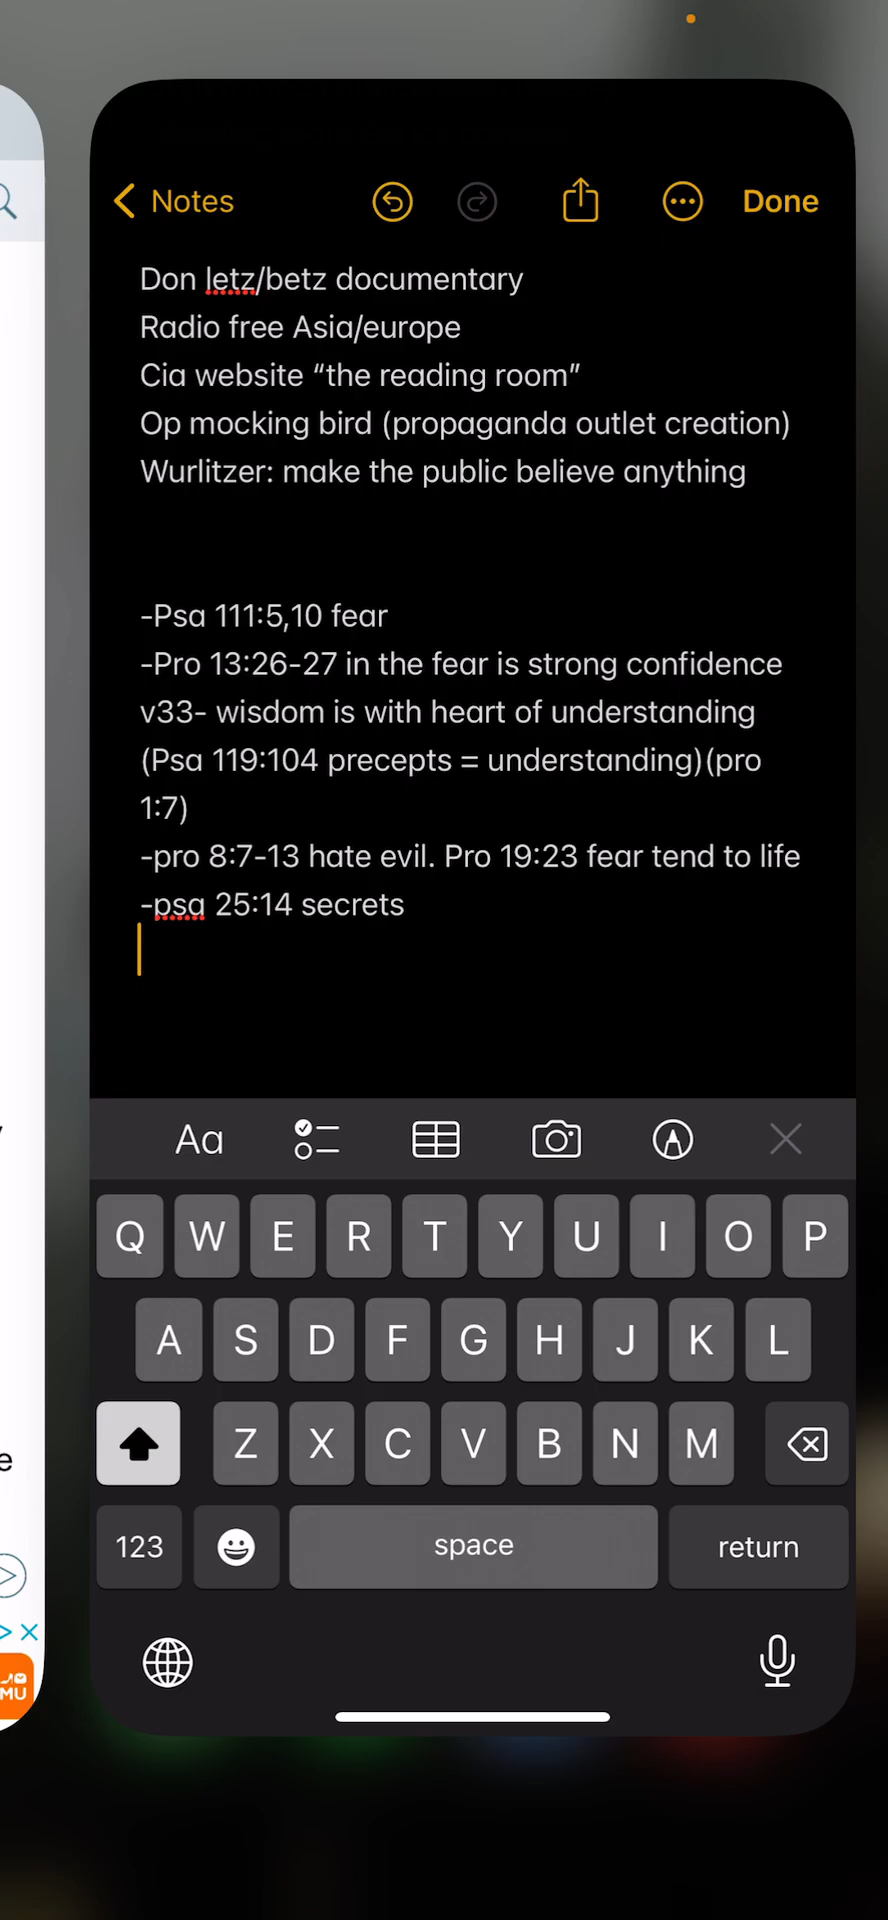 Notes
Done
Don letz/betz documentary
Radio free Asia/europe
Cia website “the reading room”
Op mocking bird (propaganda outlet creation)
Wurlitzer: make the public believe anything
-Psa 111:5,10 fear
-Pro 13:26-27 in the fear is strong confidence
v33- wisdom is with heart of understanding
(Psa 119:104 precepts = understanding)(pro
1:7)
-pro 8:7-13 hate evil. Pro 19:23 fear tend to life
-psa 25:14 secrets
Aa
Q W E R T Y U I O P
A S D F G H J K L
Z X C V B N M
123 space return
e
MU